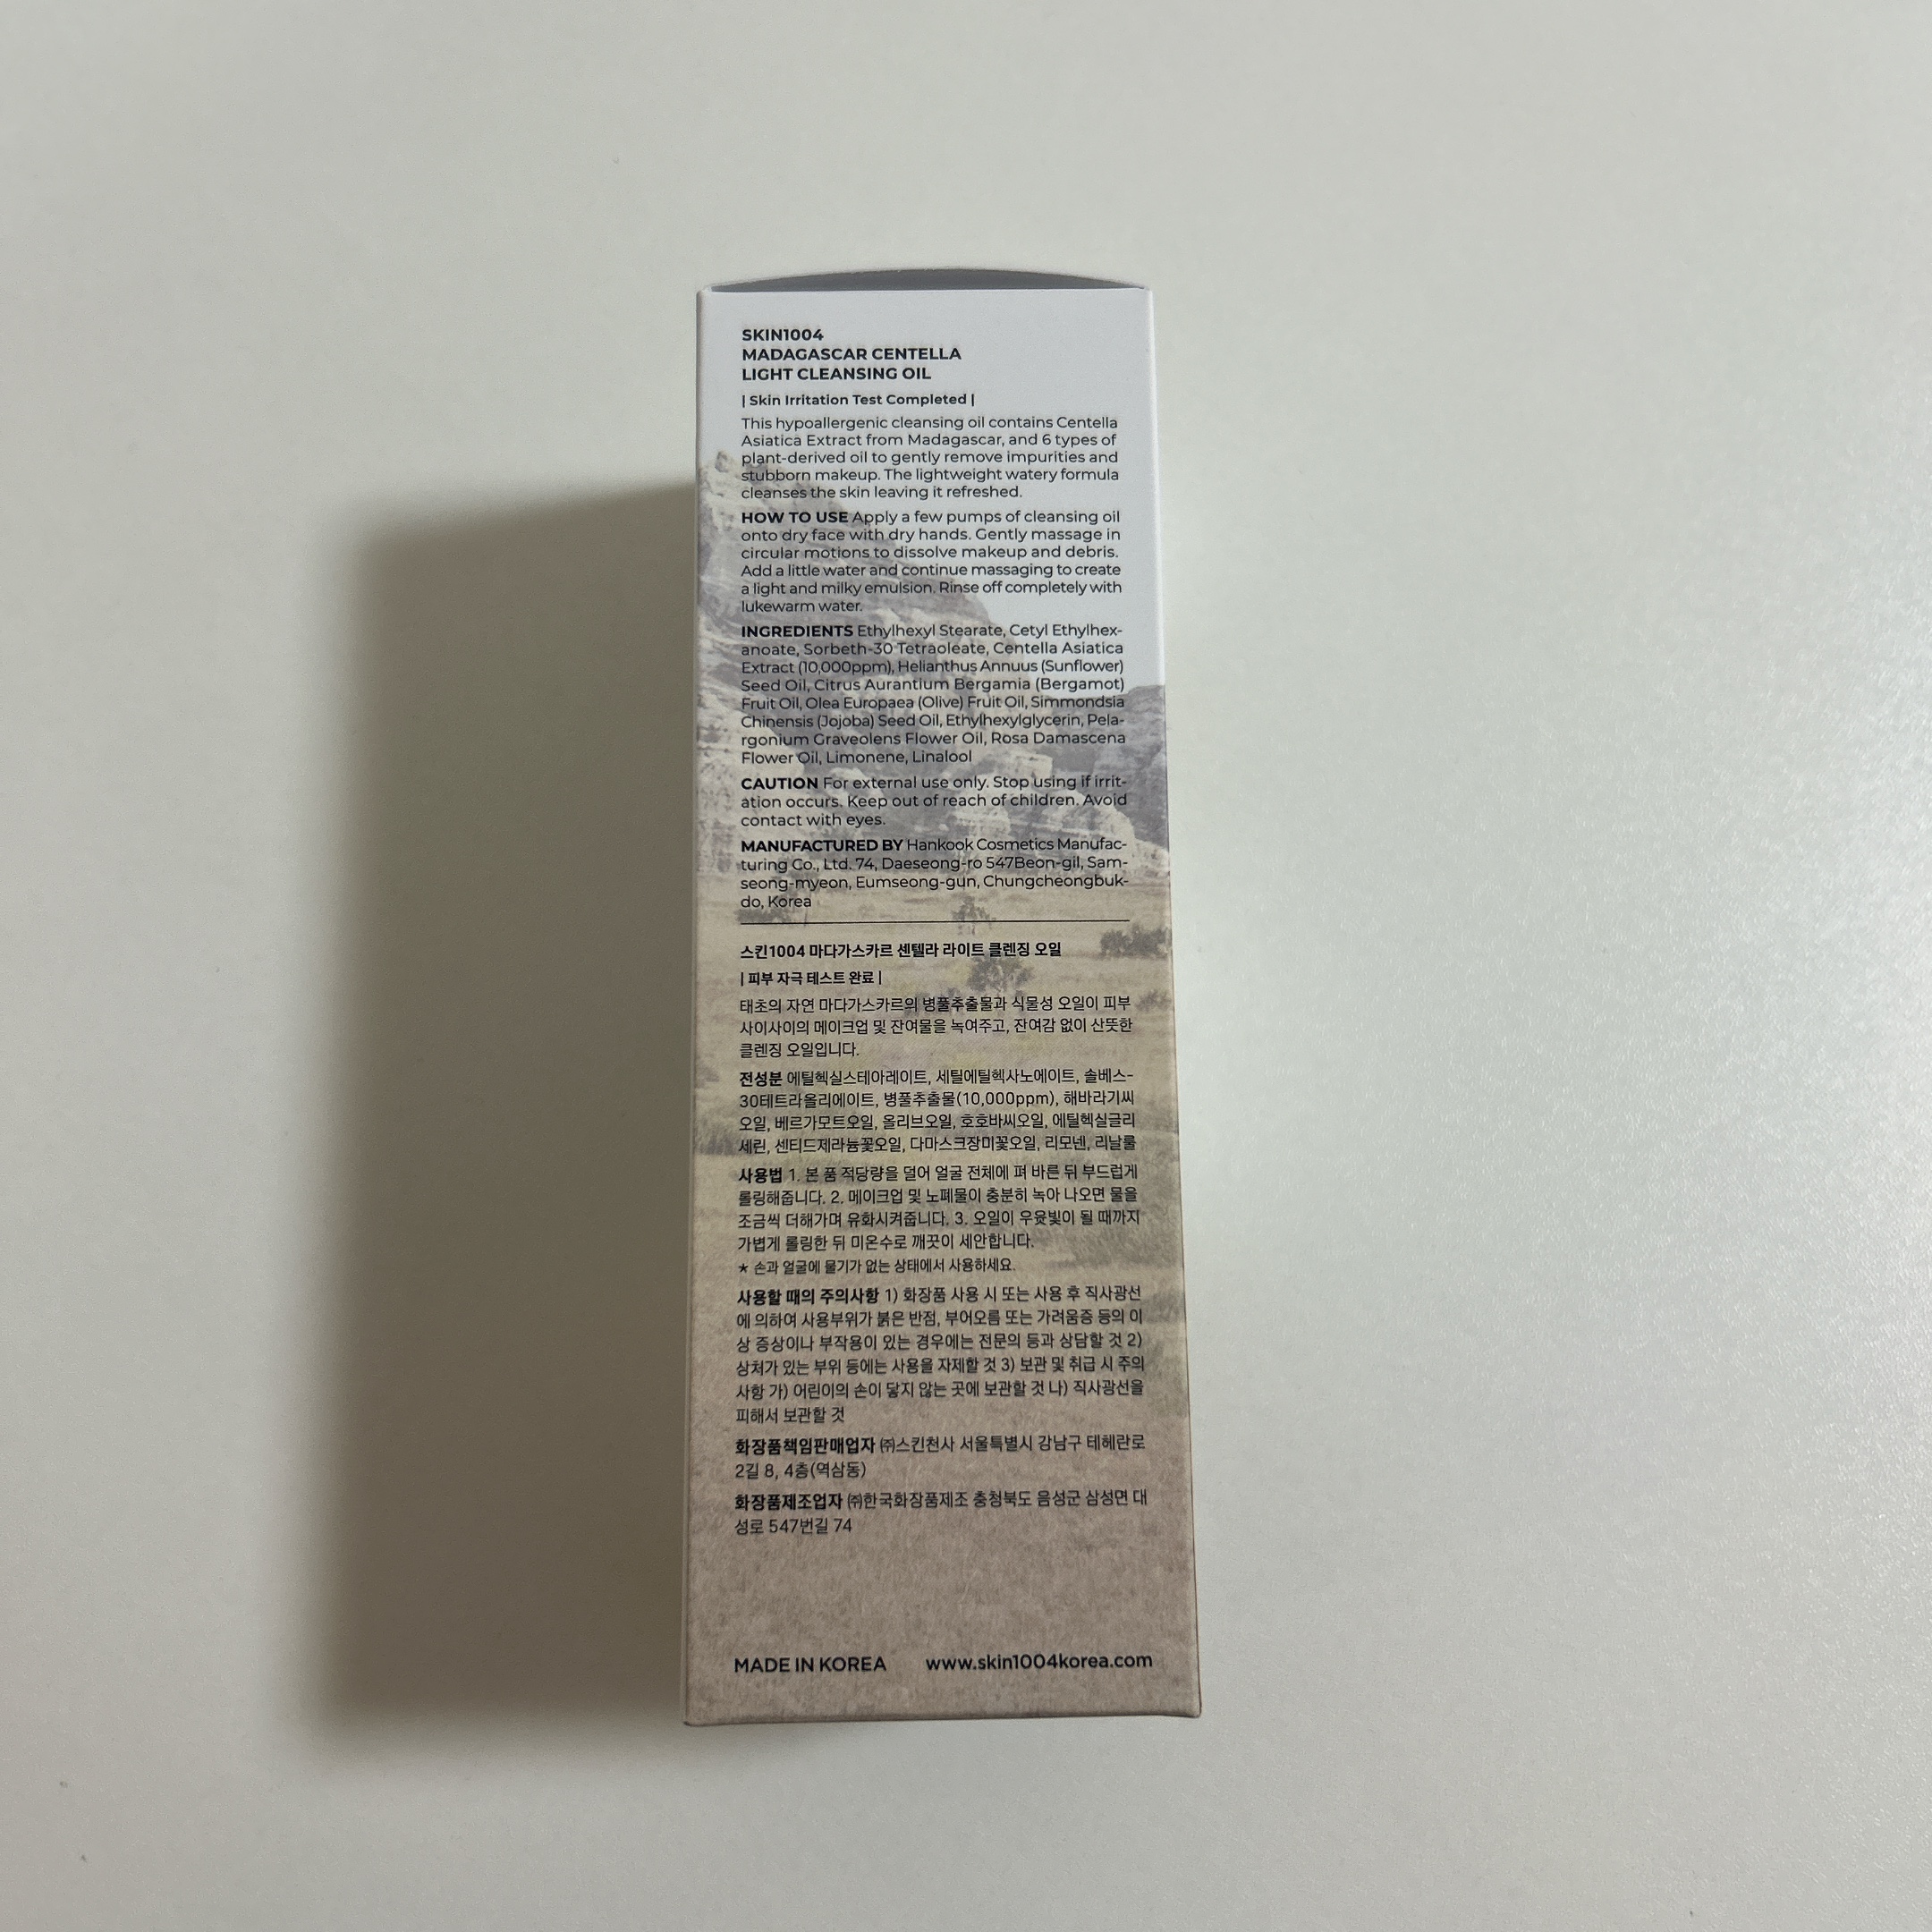 SKIN1004
MADAGASCAR CENTELLA
LIGHT CLEANSING OIL
| Skin Irritation Test Completed |
This hypoallergenic cleansing oil contains Centella
Asiatica Extract from Madagascar, and 6 types of
plant-derived oil to gently remove impurities and
stubborn makeup. The lightweight watery formula
cleanses the skin leaving it refreshed.
HOW TO USE Apply a few pumps of cleansing oil
onto dry face with dry hands. Gently massage in
circular motions to dissolve makeup and debris.
Add a little water and continue massaging to create
a light and milky emulsion. Rinse off completely with
lukewarm water.
INGREDIENTS Ethylhexyl Stearate, Cetyl Ethylhex-
anoate, Sorbeth-30 Tetraoleate, Centella Asiatica
Extract (10,000ppm), Helianthus Annuus (Sunflower)
Seed Oil, Citrus Aurantium Bergamia (Bergamot)
Fruit Oil, Olea Europaea (Olive) Fruit Oil, Simmondsia
Chinensis (Jojoba) Seed Oil, Ethylhexylglycerin, Pela-
rgonium Graveolens Flower Oil, Rosa Damascena
Flower Oil, Limonene, Linalool
CAUTION For external use only. Stop using if irrit-
ation occurs. Keep out of reach of children. Avoid
contact with eyes.
MANUFACTURED BY Hankook Cosmetics Manufac-
turing Co., Ltd. 74, Daeseong-ro 547Beon-gil, Sam-
seong-myeon, Eumseong-gun, Chungcheongbuk-
do, Korea
스킨1004 마다가스카르 센텔라 라이트 클렌징 오일
| 피부 자극 테스트 완료 |
태초의 자연 마다가스카르의 병풀추출물과 식물성 오일이 피부
사이사이의 메이크업 및 잔여물을 녹여주고, 잔여감 없이 산뜻한
클렌징 오일입니다.
전성분 에틸헥실스테아레이트, 세틸에틸헥사노에이트, 솔베스-
30테트라올리에이트, 병풀추출물(10,000ppm), 해바라기씨
오일, 베르가모트오일, 올리브오일, 호호바씨오일, 에틸헥실글리
세린, 센티드제라늄꽃오일, 다마스크장미꽃오일, 리모넨, 리날룰
사용법 1. 본 품 적당량을 덜어 얼굴 전체에 펴 바른 뒤 부드럽게
롤링해줍니다. 2. 메이크업 및 노폐물이 충분히 녹아 나오면 물을
조금씩 더해가며 유화시켜줍니다. 3. 오일이 우윳빛이 될 때까지
가볍게 롤링한 뒤 미온수로 깨끗이 세안합니다.
* 손과 얼굴에 물기가 없는 상태에서 사용하세요.
사용할 때의 주의사항 1) 화장품 사용 시 또는 사용 후 직사광선
에 의하여 사용부위가 붉은 반점, 부어오름 또는 가려움증 등의 이
상 증상이나 부작용이 있는 경우에는 전문의 등과 상담할 것 2)
상처가 있는 부위 등에는 사용을 자제할 것 3) 보관 및 취급 시 주의
사항 가) 어린이의 손이 닿지 않는 곳에 보관할 것 나) 직사광선을
피해서 보관할 것
화장품책임판매업자 ㈜스킨천사 서울특별시 강남구 테헤란로
2길 8, 4층(역삼동)
화장품제조업자 ㈜한국화장품제조 충청북도 음성군 삼성면 대
성로 547번길 74
MADE IN KOREA www.skin1004korea.com